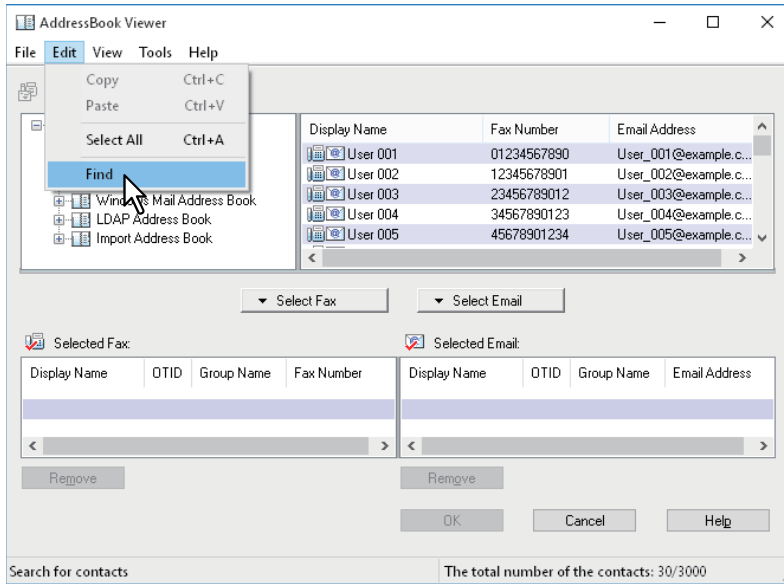 AddressBook Viewer
File Edit View Tools Help
Copy Ctrl+C
Paste Ctrl+V
Select All Ctrl+A
Find
Windows Mail Address Book
LDAP Address Book
Import Address Book
Display Name Fax Number Email Address
User 001 01234567890 User_001@example.c...
User 002 12345678901 User_002@example.c...
User 003 23456789012 User_003@example.c...
User 004 34567890123 User_004@example.c...
User 005 45678901234 User_005@example.c...
Select Fax Select Email
Selected Fax: Selected Email:
Display Name OTID Group Name Fax Number Display Name OTID Group Name Email Address
Remove Remove
OK Cancel Help
Search for contacts The total number of the contacts: 30/3000